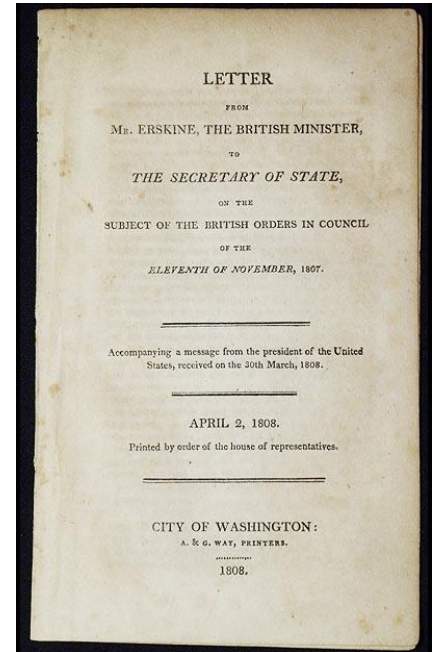 LETTER
FROM
MR. ERSKINE, THE BRITISH MINISTER,
TO
THE SECRETARY OF STATE,
ON THE
SUBJECT OF THE BRITISH ORDERS IN COUNCIL
OF THE
ELEVENTH OF NOVEMBER, 1807.
Accompanying a message from the president of the United
States, received on the 30th March, 1808.
APRIL 2, 1808.
Printed by order of the house of representatives.
CITY OF WASHINGTON:
A. & G. WAY, PRINTERS.
1808.